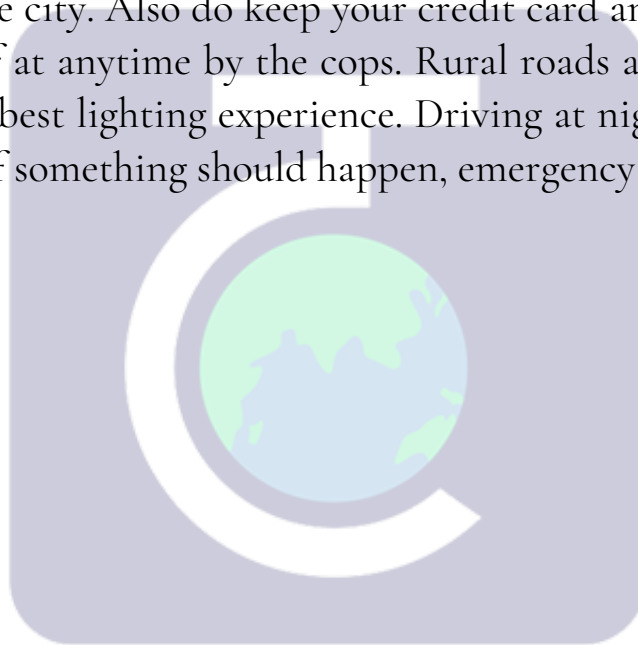 e city. Also do keep your credit card
at anytime by the cops. Rural roads
best lighting experience. Driving at
something should happen, emergency